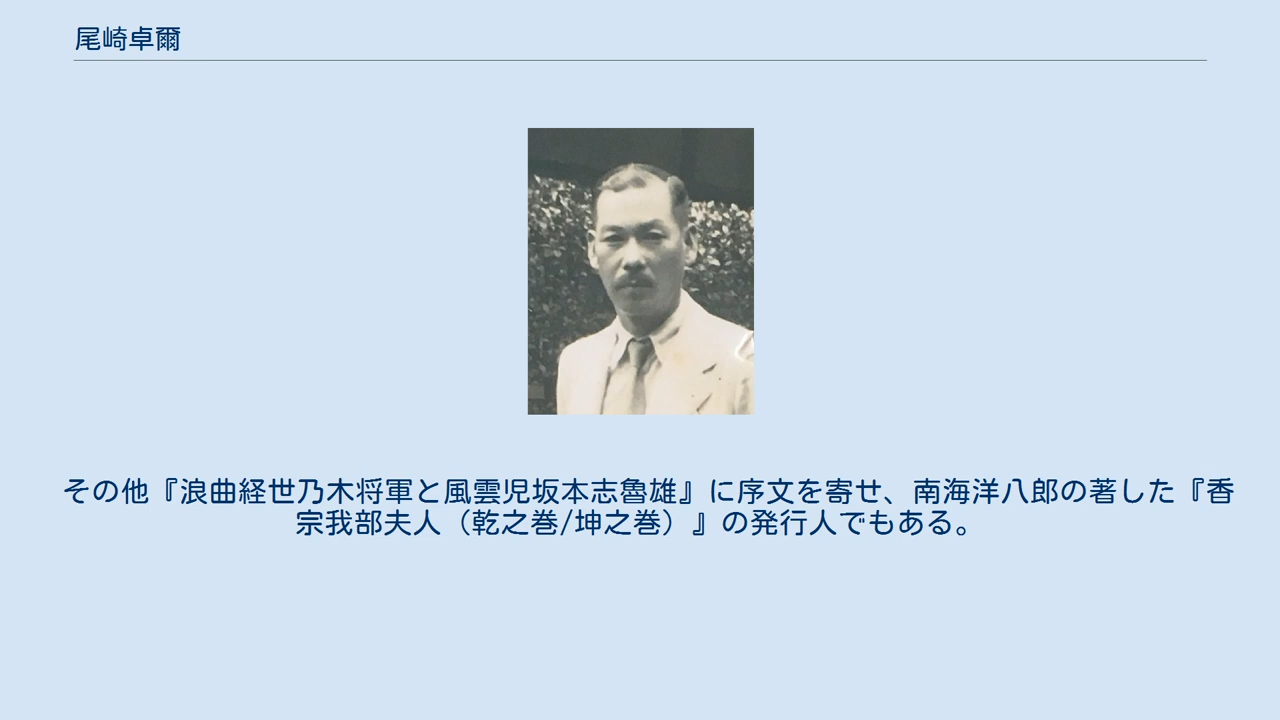 尾崎卓爾
その他『浪曲経世乃木将軍と風雲児坂本志魯雄』に序文を寄せ、南海洋八郎の著した『香
宗我部夫人（乾之巻/坤之巻）』の発行人でもある。